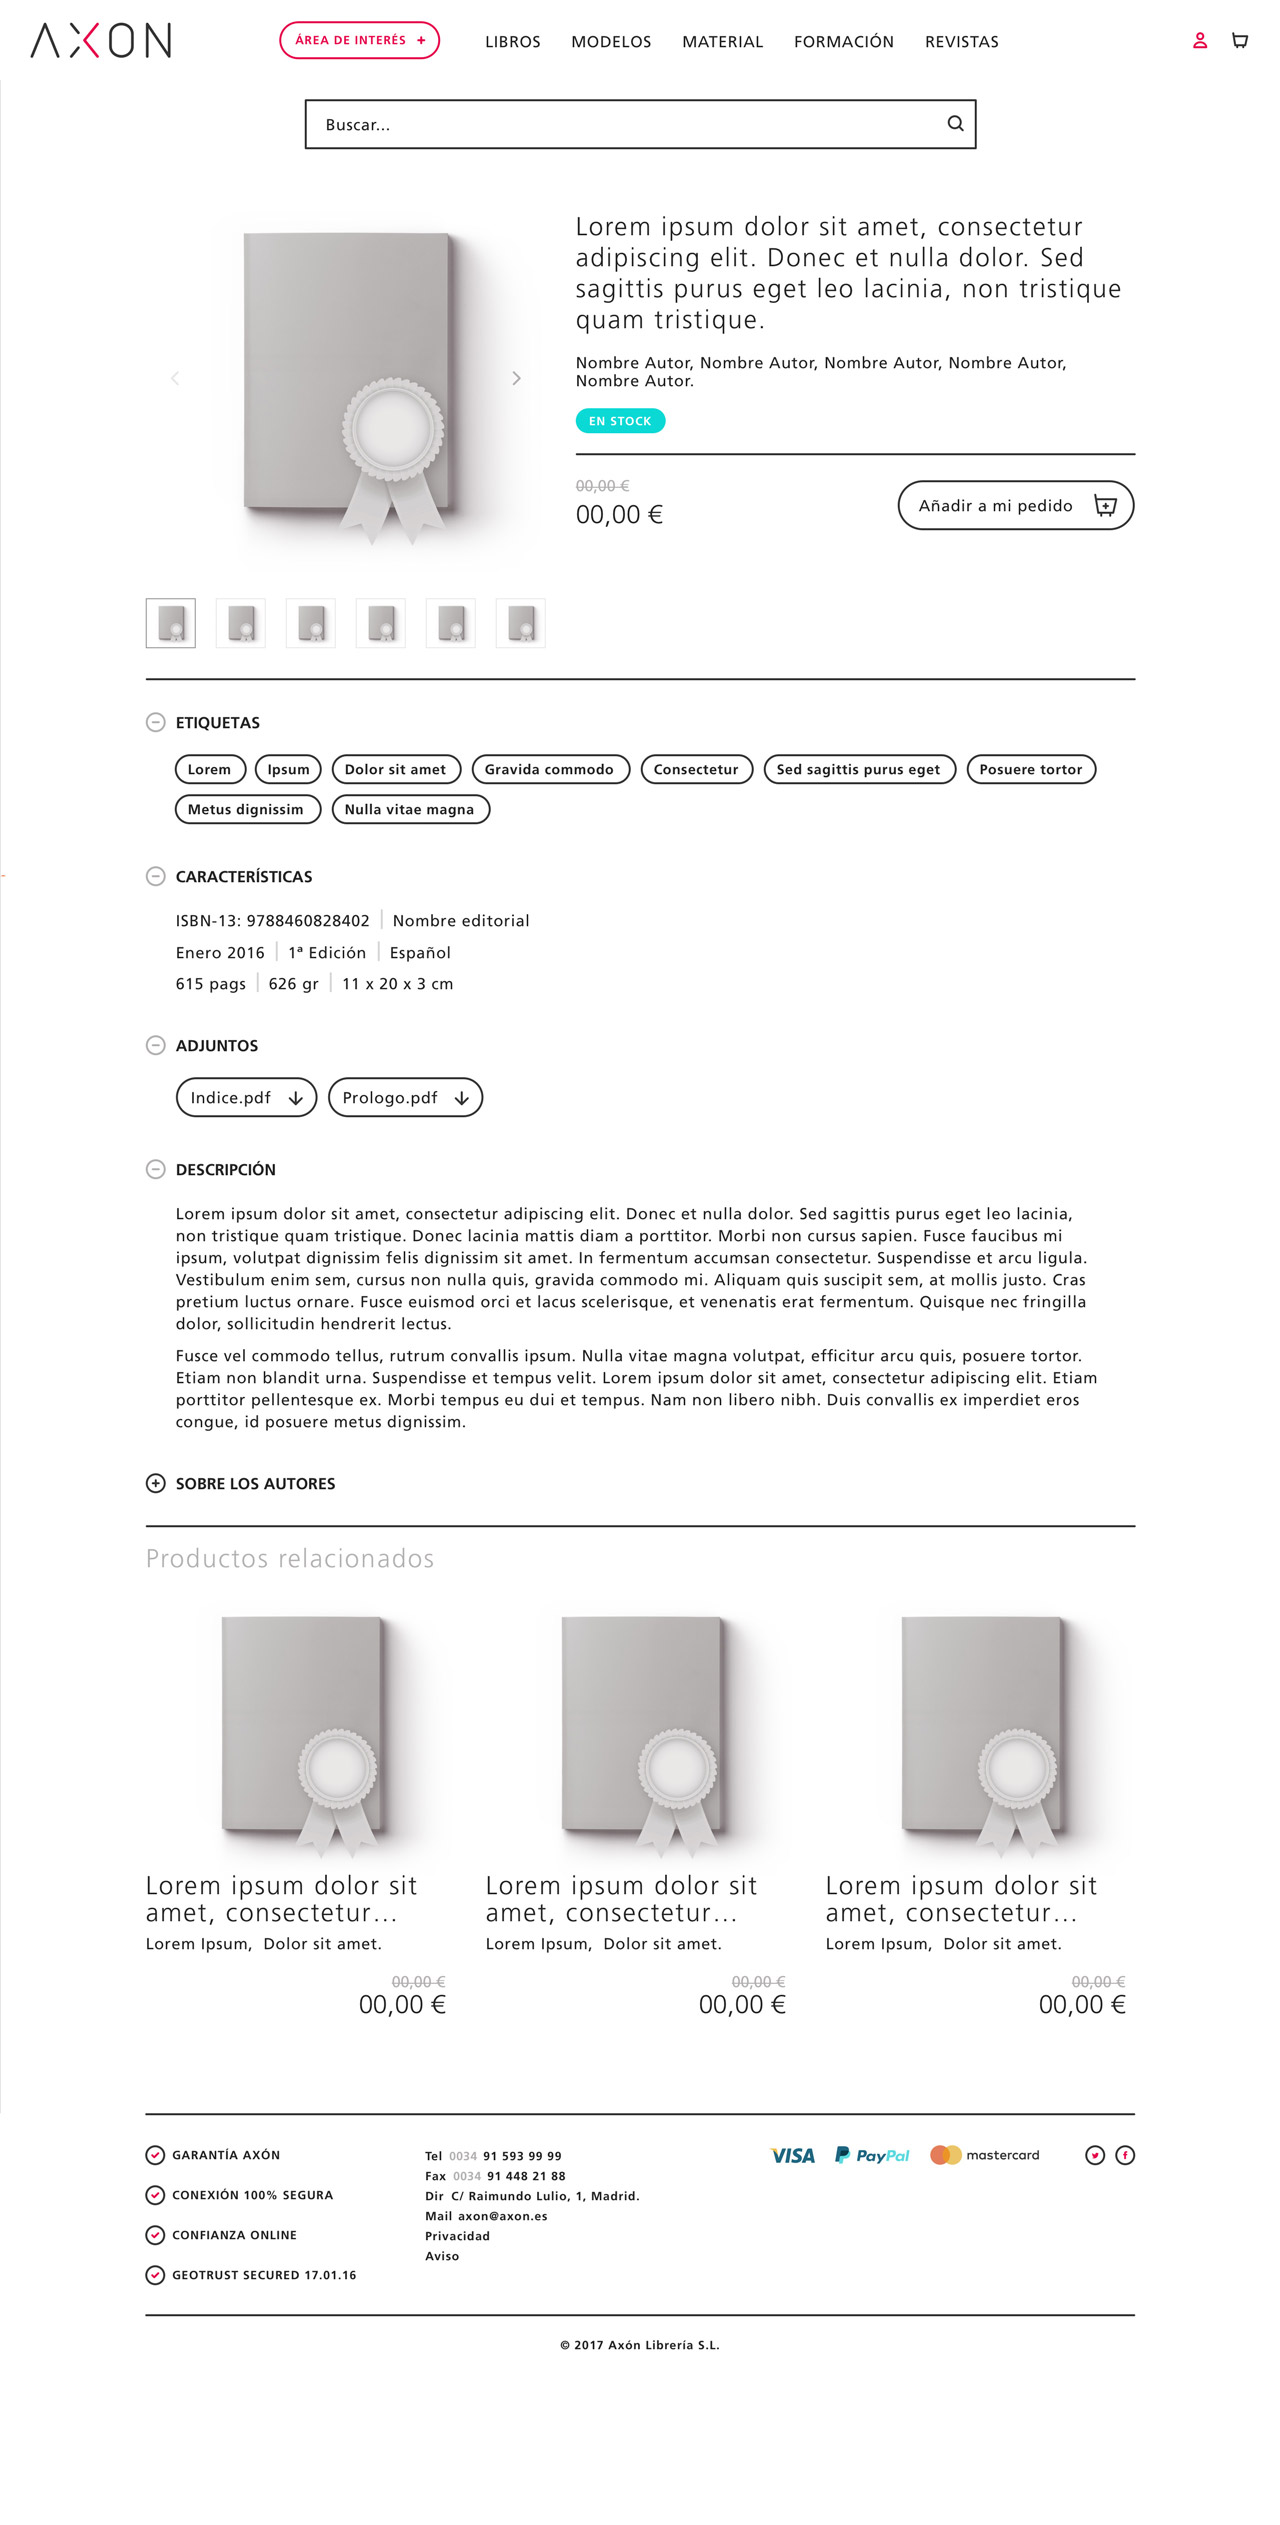 AXON
ÁREA DE INTERÉS +
LIBROS MODELOS MATERIAL FORMACIÓN REVISTAS
Buscar...
Lorem ipsum dolor sit amet, consectetur
adipiscing elit. Donec et nulla dolor. Sed
sagittis purus eget leo lacinia, non tristique
quam tristique.
Nombre Autor, Nombre Autor, Nombre Autor, Nombre Autor,
Nombre Autor.
EN STOCK
00,00 €
00,00 €
Añadir a mi pedido
ETIQUETAS
Lorem Ipsum Dolor sit amet Gravida commodo Consectetur Sed sagittis purus eget Posuere tortor
Metus dignissim Nulla vitae magna
CARACTERÍSTICAS
ISBN-13: 9788460828402 | Nombre editorial
Enero 2016 | 1ª Edición | Español
615 pags | 626 gr | 11 x 20 x 3 cm
ADJUNTOS
Indice.pdf Prologo.pdf
DESCRIPCIÓN
Lorem ipsum dolor sit amet, consectetur adipiscing elit. Donec et nulla dolor. Sed sagittis purus eget leo lacinia,
non tristique quam tristique. Donec lacinia mattis diam a porttitor. Morbi non cursus sapien. Fusce faucibus mi
ipsum, volutpat dignissim felis dignissim sit amet. In fermentum accumsan consectetur. Suspendisse et arcu ligula.
Vestibulum enim sem, cursus non nulla quis, gravida commodo mi. Aliquam quis suscipit sem, at mollis justo. Cras
pretium luctus ornare. Fusce euismod orci et lacus scelerisque, et venenatis erat fermentum. Quisque nec fringilla
dolor, sollicitudin hendrerit lectus.
Fusce vel commodo tellus, rutrum convallis ipsum. Nulla vitae magna volutpat, efficitur arcu quis, posuere tortor.
Etiam non blandit urna. Suspendisse et tempus velit. Lorem ipsum dolor sit amet, consectetur adipiscing elit. Etiam
porttitor pellentesque ex. Morbi tempus eu dui et tempus. Nam non libero nibh. Duis convallis ex imperdiet eros
congue, id posuere metus dignissim.
SOBRE LOS AUTORES
Productos relacionados
Lorem ipsum dolor sit
amet, consectetur...
Lorem Ipsum, Dolor sit amet.
00,00 €
00,00 €
Lorem ipsum dolor sit
amet, consectetur...
Lorem Ipsum, Dolor sit amet.
00,00 €
00,00 €
Lorem ipsum dolor sit
amet, consectetur...
Lorem Ipsum, Dolor sit amet.
00,00 €
00,00 €
GARANTÍA AXÓN
CONEXIÓN 100% SEGURA
CONFIANZA ONLINE
GEOTRUST SECURED 17.01.16
Tel 0034 91 593 99 99
Fax 0034 91 448 21 88
Dir C/ Raimundo Lulio, 1, Madrid.
Mail axon@axon.es
Privacidad
Aviso
VISA PayPal mastercard
© 2017 Axón Librería S.L.